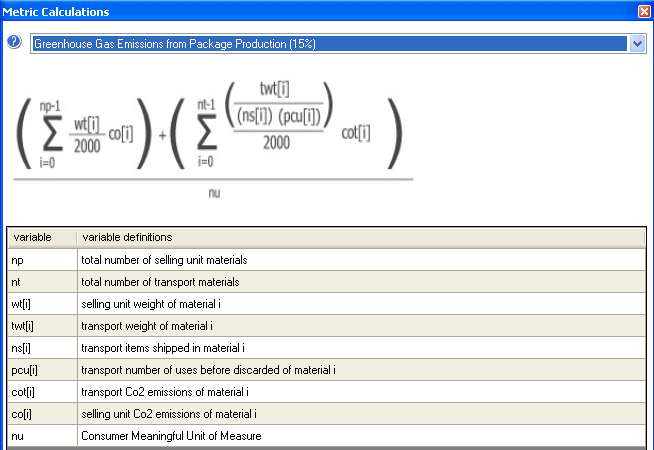 Metric Calculations
Greenhouse Gas Emissions from Package Production (15%)
( np-1 ∑ i=0 wt[i] / 2000 co[i] ) + ( nt-1 ∑ i=0 ( twt[i] / (ns[i]) (pcu[i]) ) / 2000 cot[i] )
nu
variable variable definitions
np total number of selling unit materials
nt total number of transport materials
wt[i] selling unit weight of material i
twt[i] transport weight of material i
ns[i] transport items shipped in material i
pcu[i] transport number of uses before discarded of material i
cot[i] transport Co2 emissions of material i
co[i] selling unit Co2 emissions of material i
nu Consumer Meaningful Unit of Measure